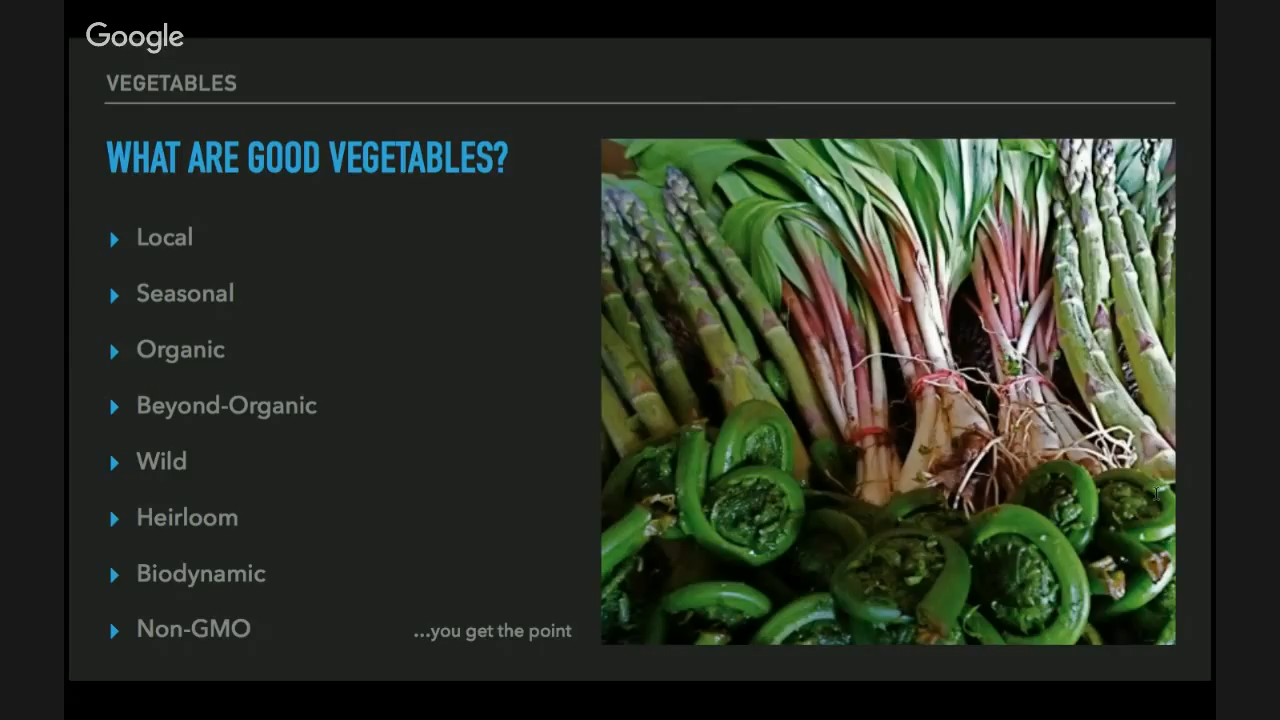 Google
VEGETABLES
WHAT ARE GOOD VEGETABLES?
Local
Seasonal
Organic
Beyond-Organic
Wild
Heirloom
Biodynamic
Non-GMO
...you get the point